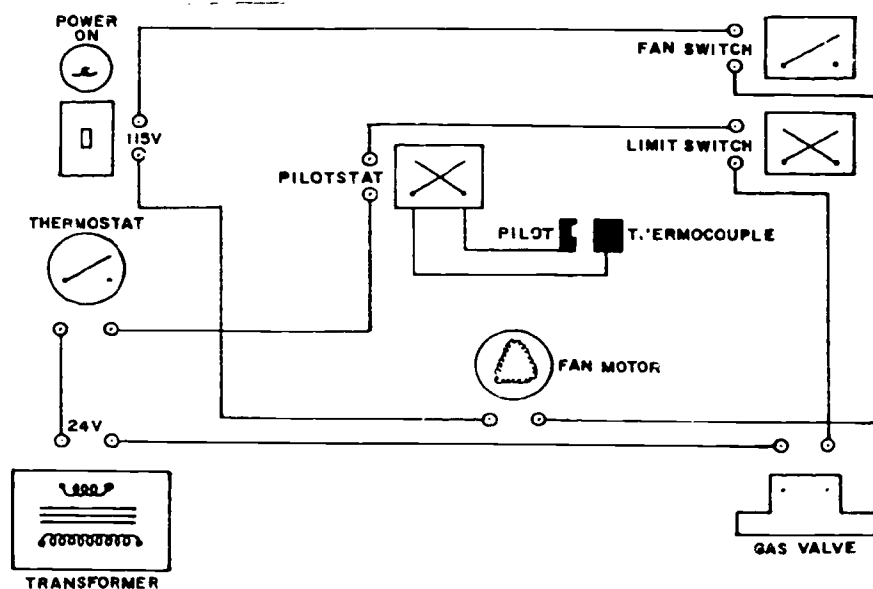 POWER
ON
FAN SWITCH
115V
LIMIT SWITCH
PILOTSTAT
THERMOSTAT
PILOT
FAN MOTOR
24V
GAS VALVE
TRANSFORMER